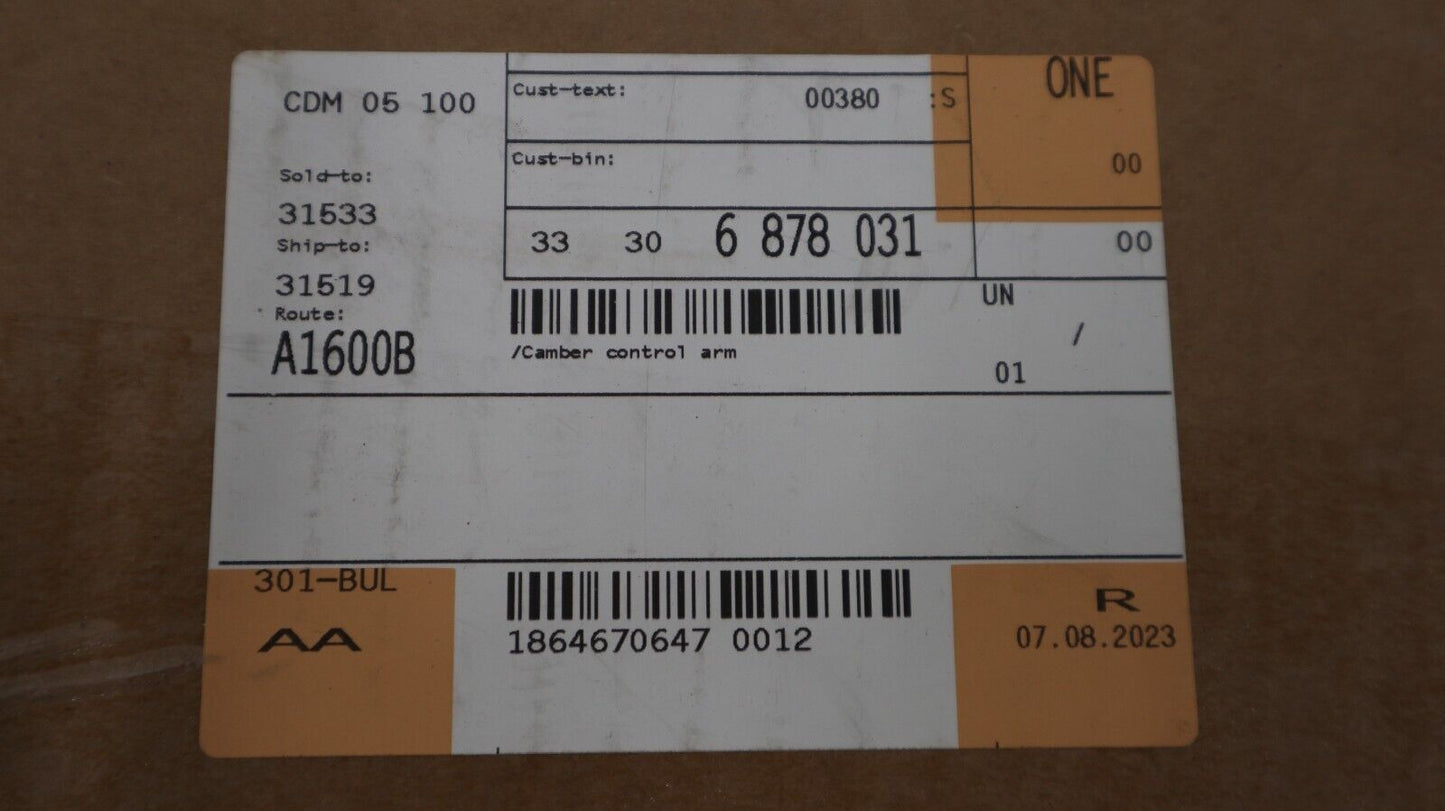 CDM 05 100
Cust-text: 00380 :S
ONE
Cust-bin:
00
Sold-to:
31533
Ship-to:
31519
Route:
A1600B
33 30 6 878 031
00
UN
/
01
/Camber control arm
301-BUL
AA
1864670647 0012
R
07.08.2023